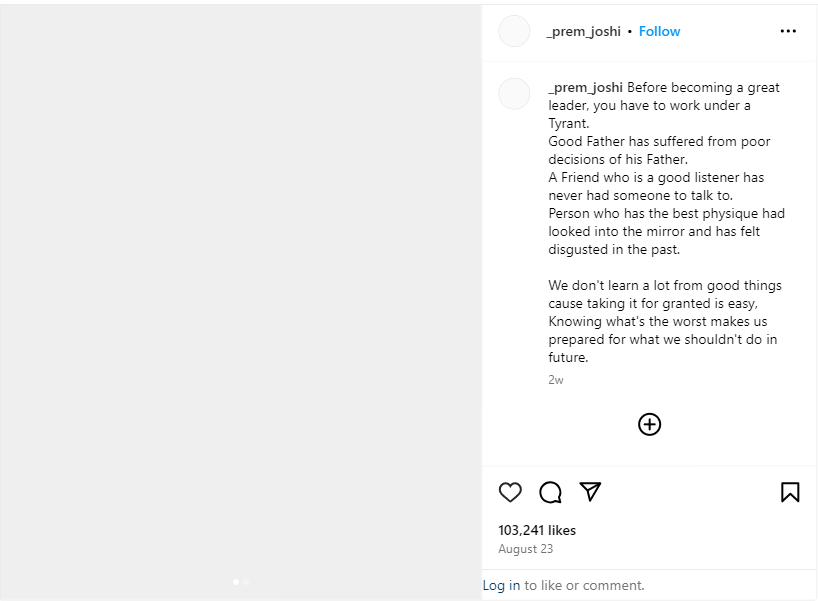 _prem_joshi • Follow
_prem_joshi Before becoming a great
leader, you have to work under a
Tyrant.
Good Father has suffered from poor
decisions of his Father.
A Friend who is a good listener has
never had someone to talk to.
Person who has the best physique had
looked into the mirror and has felt
disgusted in the past.
We don't learn a lot from good things
cause taking it for granted is easy,
Knowing what's the worst makes us
prepared for what we shouldn't do in
future.
2w
103,241 likes
August 23
Log in to like or comment.